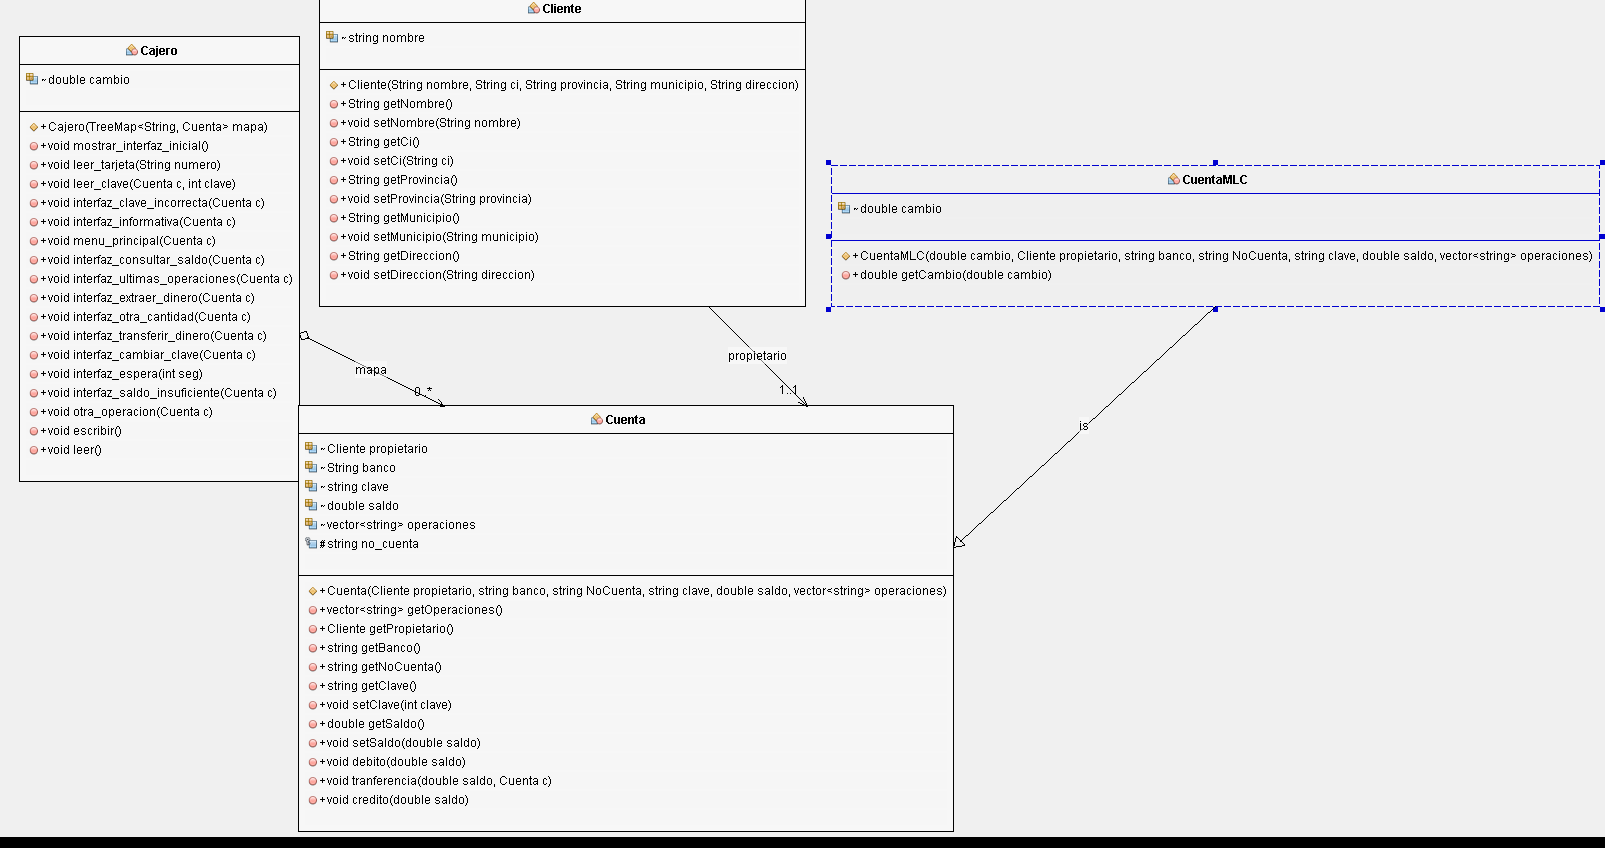 Cajero
~double cambio
+Cajero(TreeMap<String, Cuenta> mapa)
+void mostrar_interfaz_inicial()
+void leer_tarjeta(String numero)
+void leer_clave(Cuenta c, int clave)
+void interfaz_clave_incorrecta(Cuenta c)
+void interfaz_informativa(Cuenta c)
+void menu_principal(Cuenta c)
+void interfaz_consultar_saldo(Cuenta c)
+void interfaz_ultimas_operaciones(Cuenta c)
+void interfaz_extraer_dinero(Cuenta c)
+void interfaz_otra_cantidad(Cuenta c)
+void interfaz_transferir_dinero(Cuenta c)
+void interfaz_cambiar_clave(Cuenta c)
+void interfaz_espera(int seg)
+void interfaz_saldo_insuficiente(Cuenta c)
+void otra_operacion(Cuenta c)
+void escribir()
+void leer()
Cliente
~string nombre
+Cliente(String nombre, String ci, String provincia, String municipio, String direccion)
+String getNombre()
+void setNombre(String nombre)
+String getCi()
+void setCi(String ci)
+String getProvincia()
+void setProvincia(String provincia)
+String getMunicipio()
+void setMunicipio(String municipio)
+String getDireccion()
+void setDireccion(String direccion)
CuentaMLC
~double cambio
+CuentaMLC(double cambio, Cliente propietario, string banco, string NoCuenta, string clave, double saldo, vector<string> operaciones)
+double getCambio(double cambio)
mapa
0..*
propietario
1..1
is
Cuenta
~Cliente propietario
~String banco
~string clave
~double saldo
~vector<string> operaciones
#string no_cuenta
+Cuenta(Cliente propietario, string banco, string NoCuenta, string clave, double saldo, vector<string> operaciones)
+vector<string> getOperaciones()
+Cliente getPropietario()
+string getBanco()
+string getNoCuenta()
+string getClave()
+void setClave(int clave)
+double getSaldo()
+void setSaldo(double saldo)
+void debito(double saldo)
+void tranferencia(double saldo, Cuenta c)
+void credito(double saldo)